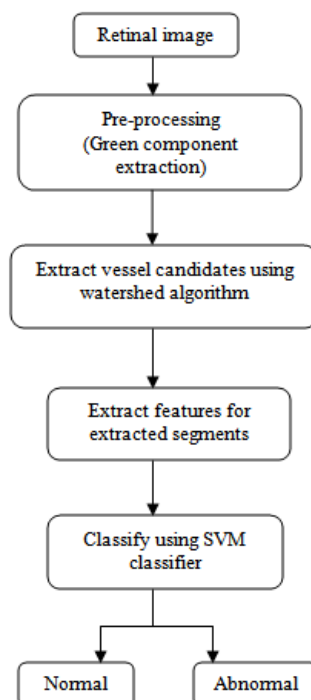 Retinal image
Pre-processing
(Green component
extraction)
Extract vessel candidates using
watershed algorithm
Extract features for
extracted segments
Classify using SVM
classifier
Normal
Abnormal